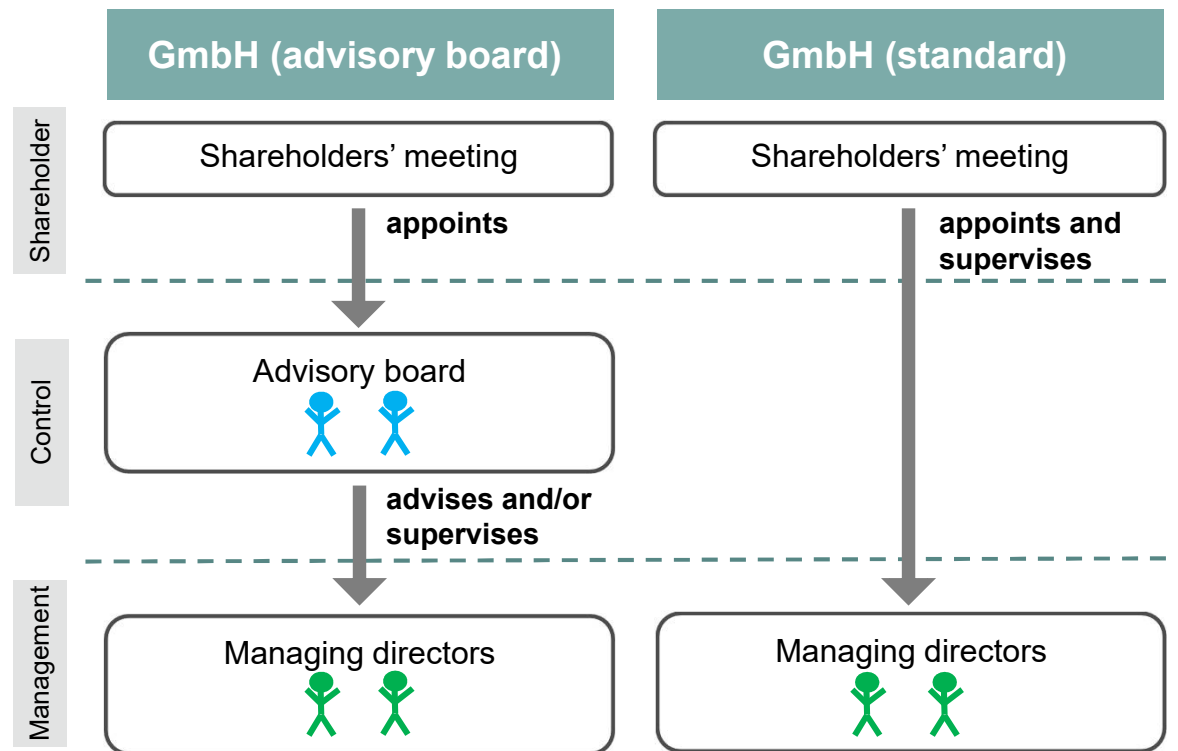 GmbH (advisory board)
GmbH (standard)
Shareholder
Shareholders’ meeting
Shareholders’ meeting
appoints
appoints and
supervises
Control
Advisory board
advises and/or
supervises
Management
Managing directors
Managing directors